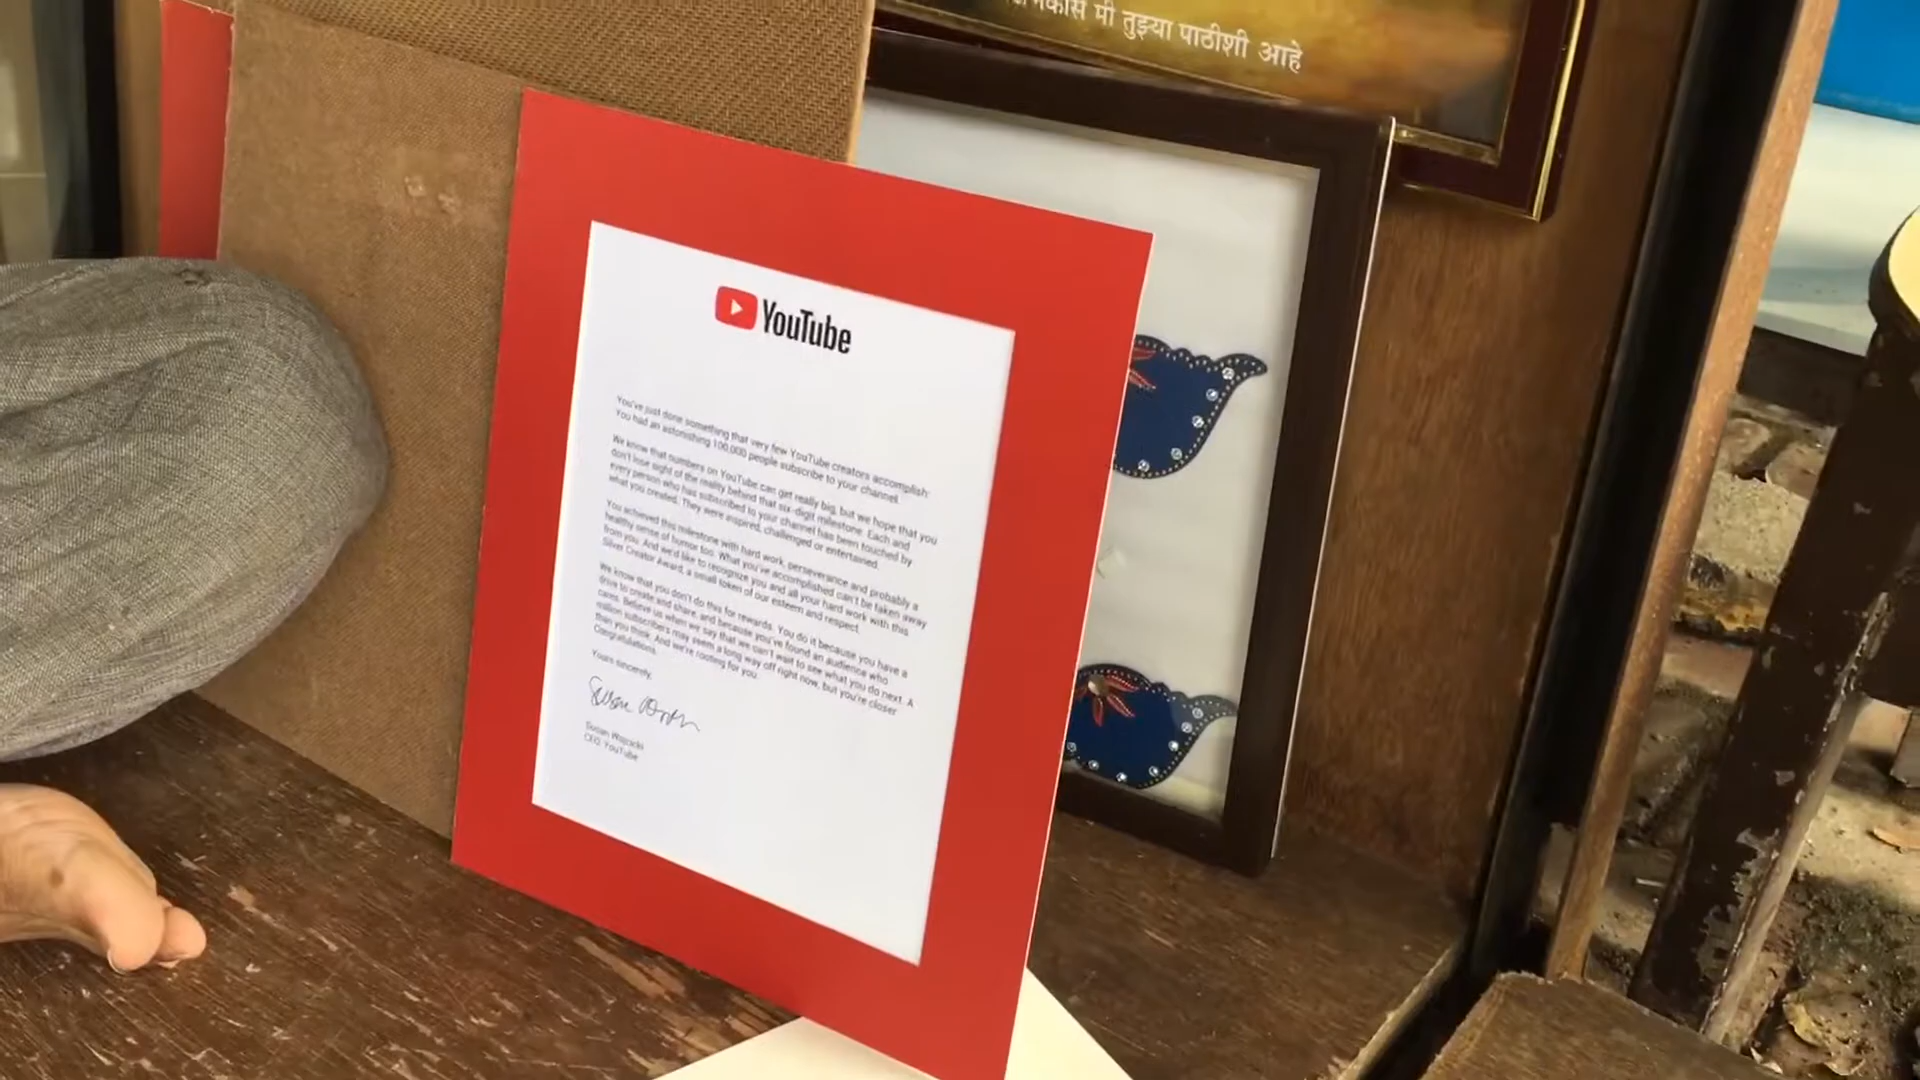 मी तुझ्या पाठीशी आहे
YouTube
You've just done something that very few YouTube creators accomplish:
You had an astonishing 100,000 people subscribe to your channel.
We know that numbers on YouTube can get really big, but we hope that you
don't lose sight of the reality behind that six-digit milestone. Each and
every person who has subscribed to your channel has been touched by
what you created. They were inspired, challenged or entertained.
You achieved this milestone with hard work, perseverance and probably a
healthy sense of humor too. What you've accomplished can't be taken away
from you. And we'd like to recognize you and all your hard work with this
Silver Creator Award, a small token of our esteem and respect.
We know that you don't do this for rewards. You do it because you have a
drive to create and share, and because you've found an audience who
cares. Believe us when we say that we can't wait to see what you do next. A
million subscribers may seem a long way off right now, but you're closer
than you think. And we're rooting for you.
Congratulations.
Yours sincerely,
Susan Wojcicki
CEO, YouTube